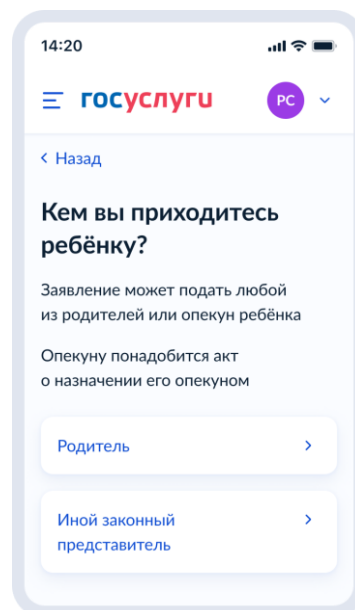 14:20
госуслуги
РС
Назад
Кем вы приходитесь
ребёнку?
Заявление может подать любой
из родителей или опекун ребёнка
Опекуну понадобится акт
о назначении его опекуном
Родитель
Иной законный
представитель